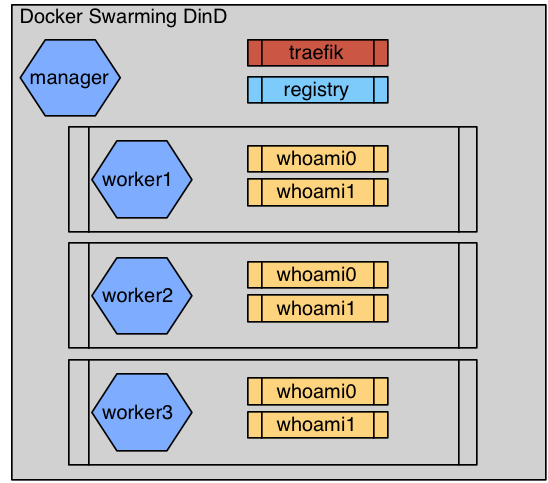 Docker Swarming DinD
manager
traefik
registry
worker1
whoami0
whoami1
worker2
whoami0
whoami1
worker3
whoami0
whoami1